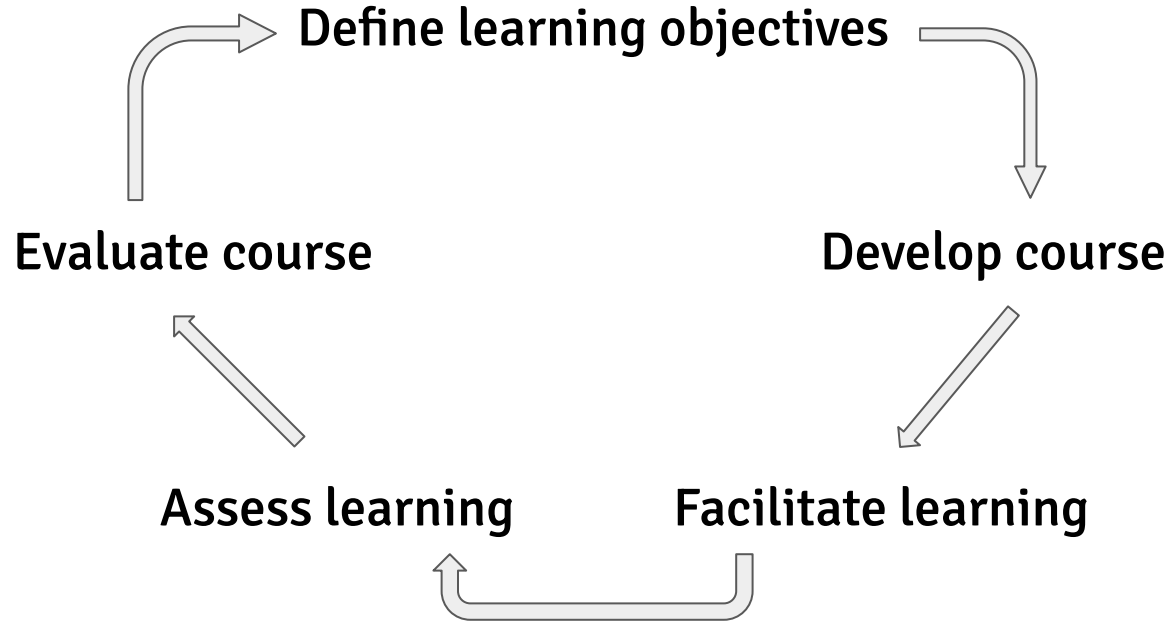 Define learning objectives
Evaluate course
Develop course
Assess learning
Facilitate learning